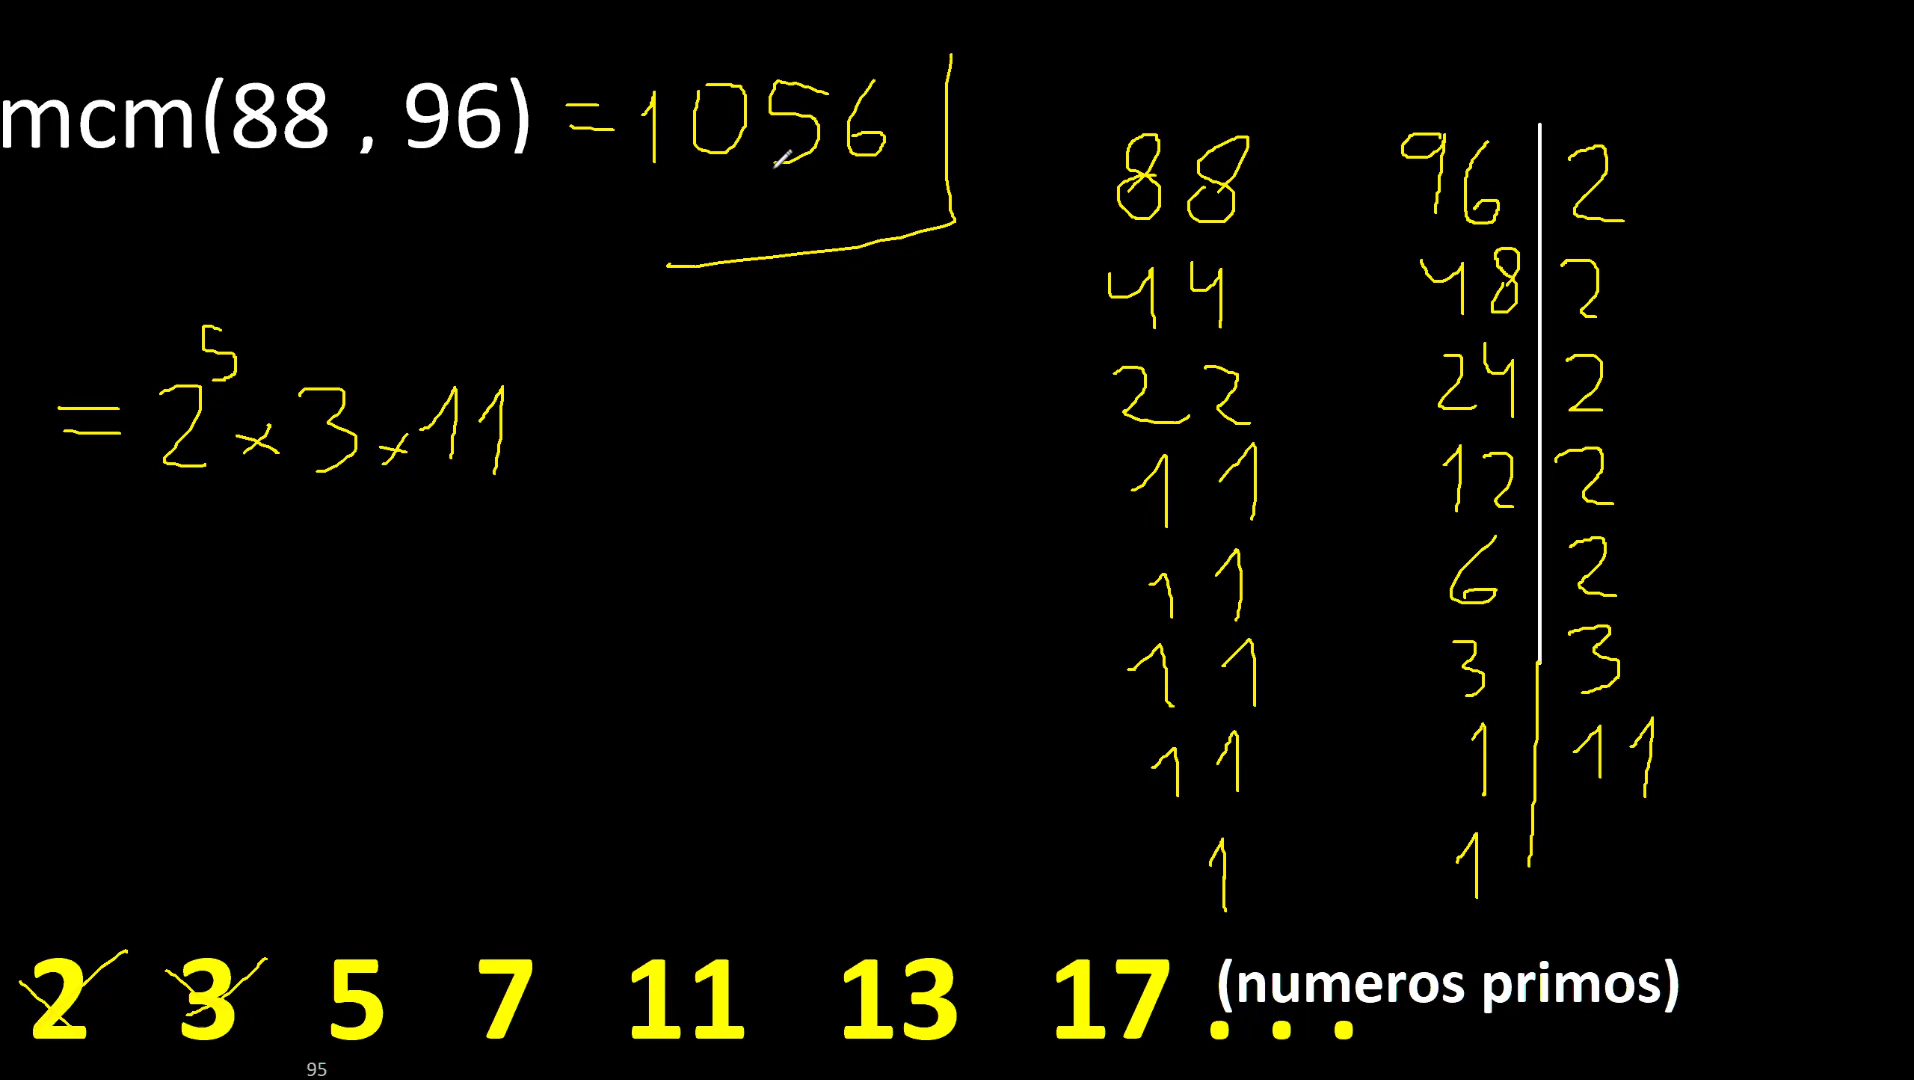 mcm(88 , 96) = 1056
= 2^5 × 3 × 11
88 96 | 2
44 48 | 2
22 24 | 2
11 12 | 2
11 6 | 2
11 3 | 3
11 1 | 11
1 1
2 3 5 7 11 13 17 . . . (numeros primos)
95